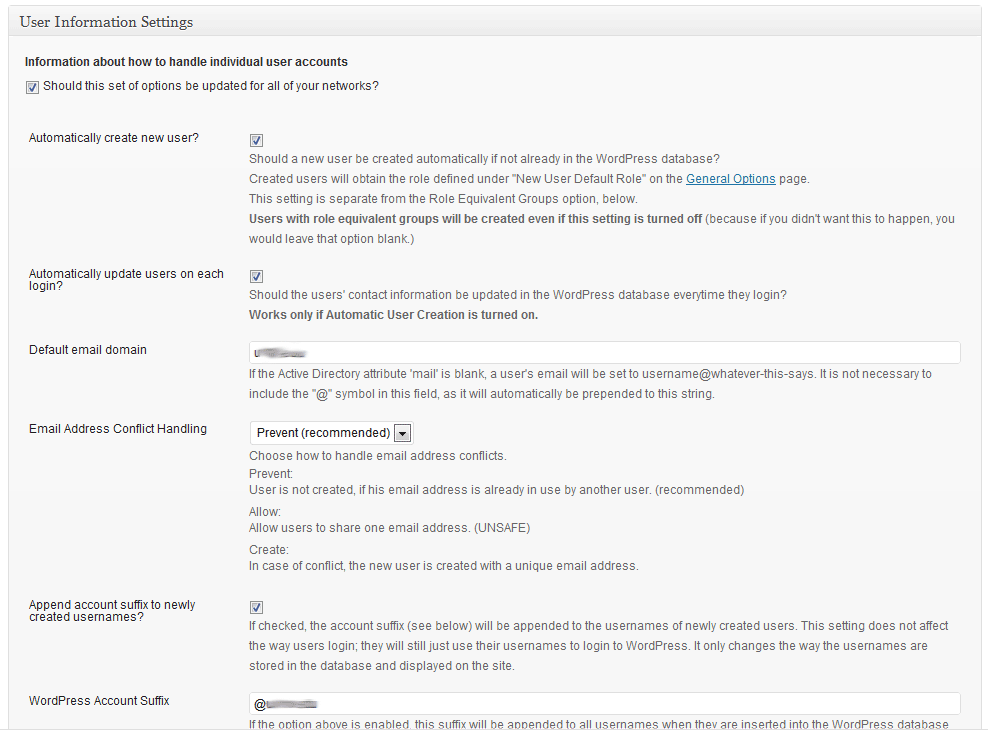 User Information Settings
Information about how to handle individual user accounts
Should this set of options be updated for all of your networks?
Automatically create new user?
Should a new user be created automatically if not already in the WordPress database?
Created users will obtain the role defined under "New User Default Role" on the General Options page.
This setting is separate from the Role Equivalent Groups option, below.
Users with role equivalent groups will be created even if this setting is turned off (because if you didn't want this to happen, you
would leave that option blank.)
Automatically update users on each
login?
Should the users' contact information be updated in the WordPress database everytime they login?
Works only if Automatic User Creation is turned on.
Default email domain
If the Active Directory attribute 'mail' is blank, a user's email will be set to username@whatever-this-says. It is not necessary to
include the "@" symbol in this field, as it will automatically be prepended to this string.
Email Address Conflict Handling
Prevent (recommended)
Choose how to handle email address conflicts.
Prevent:
User is not created, if his email address is already in use by another user. (recommended)
Allow:
Allow users to share one email address. (UNSAFE)
Create:
In case of conflict, the new user is created with a unique email address.
Append account suffix to newly
created usernames?
If checked, the account suffix (see below) will be appended to the usernames of newly created users. This setting does not affect
the way users login; they will still just use their usernames to login to WordPress. It only changes the way the usernames are
stored in the database and displayed on the site.
WordPress Account Suffix
@
If the option above is enabled, this suffix will be appended to all usernames when they are inserted into the WordPress database